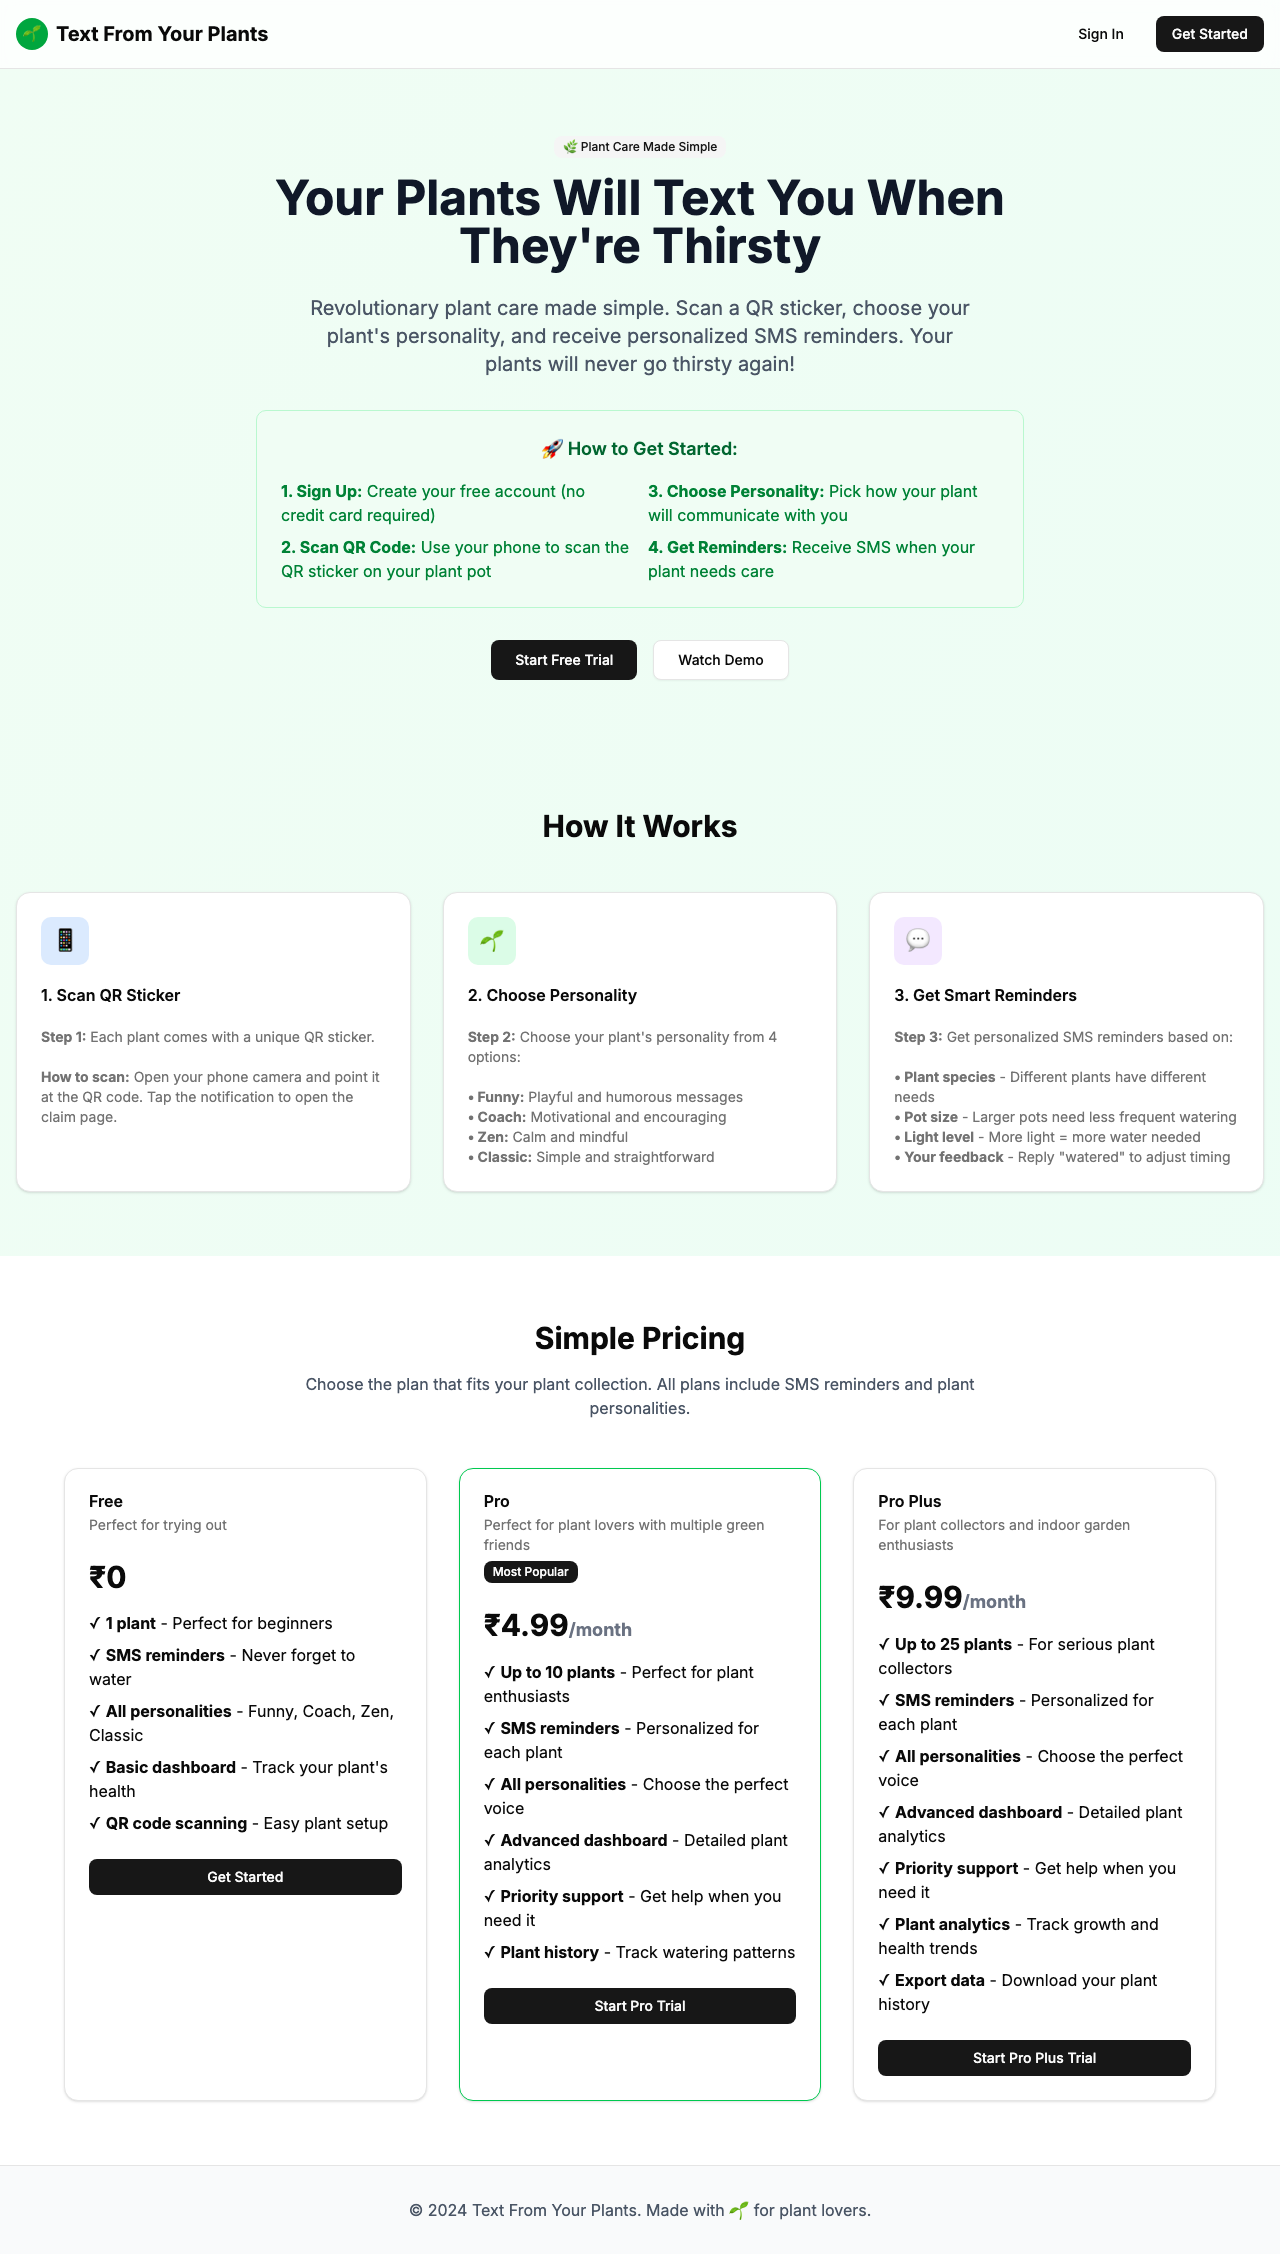 Text From Your Plants
Sign In
Get Started
🌿 Plant Care Made Simple
Your Plants Will Text You When
They're Thirsty
Revolutionary plant care made simple. Scan a QR sticker, choose your
plant's personality, and receive personalized SMS reminders. Your
plants will never go thirsty again!
🚀 How to Get Started:
1. Sign Up: Create your free account (no
credit card required)
2. Scan QR Code: Use your phone to scan the
QR sticker on your plant pot
3. Choose Personality: Pick how your plant
will communicate with you
4. Get Reminders: Receive SMS when your
plant needs care
Start Free Trial
Watch Demo
How It Works
1. Scan QR Sticker
Step 1: Each plant comes with a unique QR sticker.
How to scan: Open your phone camera and point it
at the QR code. Tap the notification to open the
claim page.
2. Choose Personality
Step 2: Choose your plant's personality from 4
options:
• Funny: Playful and humorous messages
• Coach: Motivational and encouraging
• Zen: Calm and mindful
• Classic: Simple and straightforward
3. Get Smart Reminders
Step 3: Get personalized SMS reminders based on:
• Plant species - Different plants have different
needs
• Pot size - Larger pots need less frequent watering
• Light level - More light = more water needed
• Your feedback - Reply "watered" to adjust timing
Simple Pricing
Choose the plan that fits your plant collection. All plans include SMS reminders and plant
personalities.
Free
Perfect for trying out
₹0
✓ 1 plant - Perfect for beginners
✓ SMS reminders - Never forget to
water
✓ All personalities - Funny, Coach, Zen,
Classic
✓ Basic dashboard - Track your plant's
health
✓ QR code scanning - Easy plant setup
Get Started
Pro
Perfect for plant lovers with multiple green
friends
Most Popular
₹4.99/month
✓ Up to 10 plants - Perfect for plant
enthusiasts
✓ SMS reminders - Personalized for
each plant
✓ All personalities - Choose the perfect
voice
✓ Advanced dashboard - Detailed plant
analytics
✓ Priority support - Get help when you
need it
✓ Plant history - Track watering patterns
Start Pro Trial
Pro Plus
For plant collectors and indoor garden
enthusiasts
₹9.99/month
✓ Up to 25 plants - For serious plant
collectors
✓ SMS reminders - Personalized for
each plant
✓ All personalities - Choose the perfect
voice
✓ Advanced dashboard - Detailed plant
analytics
✓ Priority support - Get help when you
need it
✓ Plant analytics - Track growth and
health trends
✓ Export data - Download your plant
history
Start Pro Plus Trial
© 2024 Text From Your Plants. Made with 🌱 for plant lovers.